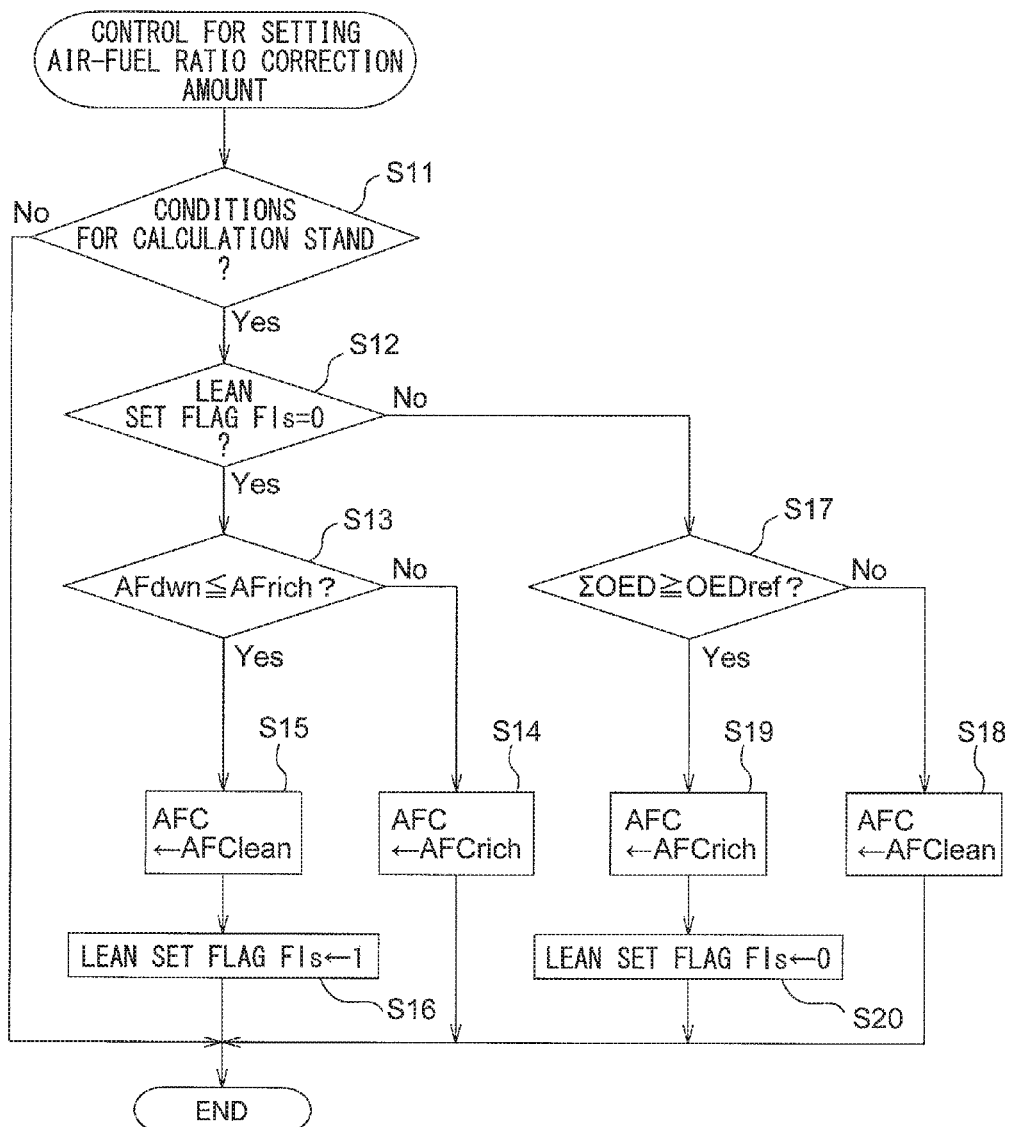 CONTROL FOR SETTING
AIR-FUEL RATIO CORRECTION
AMOUNT
S11
No
CONDITIONS
FOR CALCULATION STAND
?
Yes
S12
LEAN
SET FLAG Fls=0
?
No
Yes
S13
AFdwn≦AFrich?
No
Yes
S17
ΣOED≧OEDref?
No
Yes
S15
AFC
←AFClean
S14
AFC
←AFCrich
S19
AFC
←AFCrich
S18
AFC
←AFClean
LEAN SET FLAG Fls←1
S16
LEAN SET FLAG Fls←0
S20
END